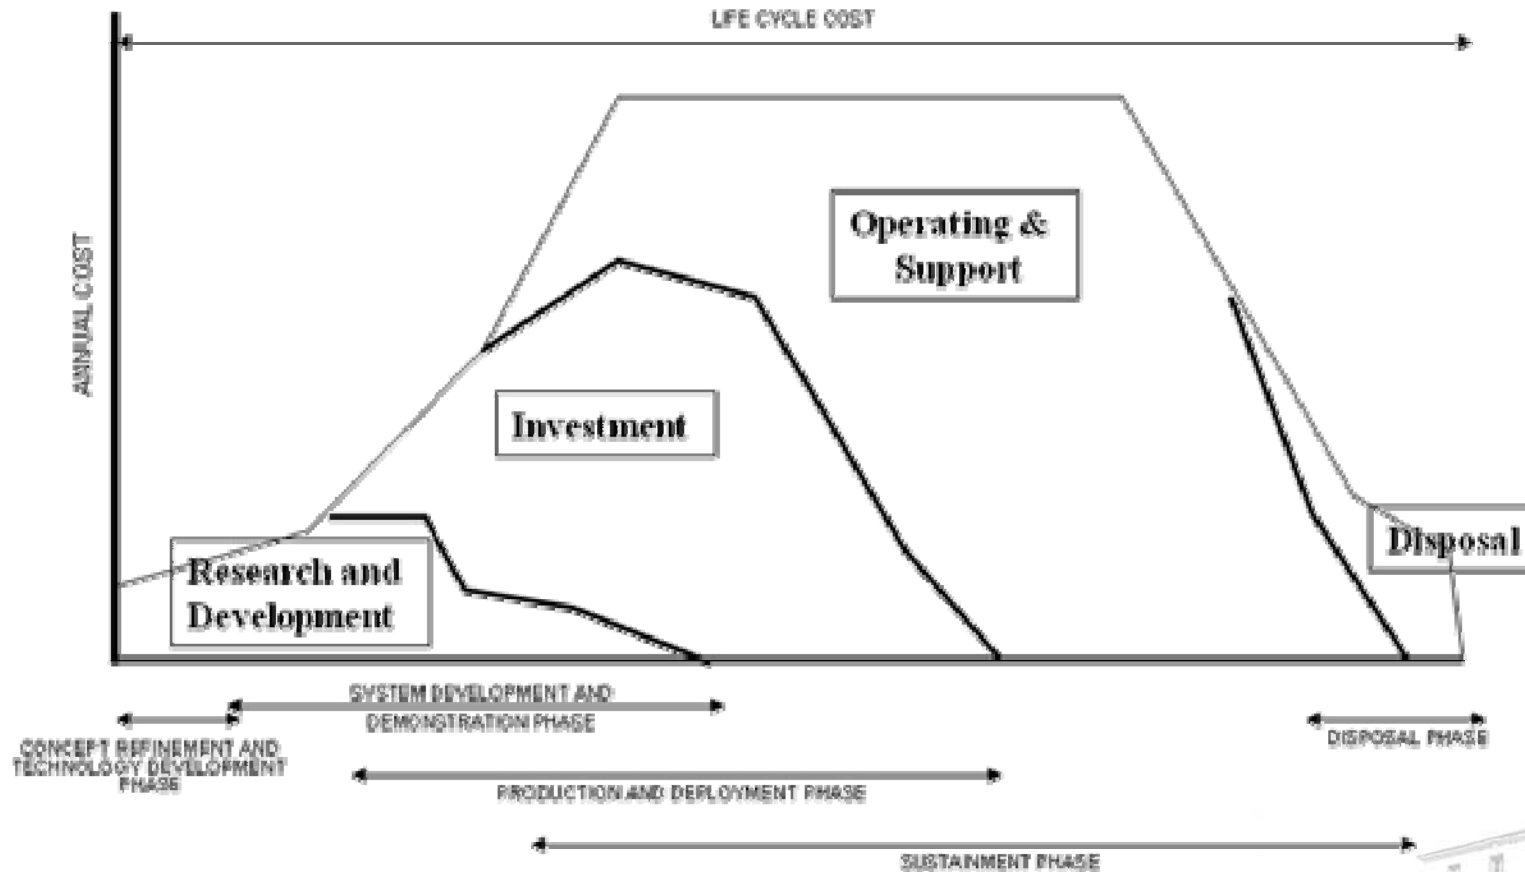 LIFE CYCLE COST
ANNUAL COST
Operating &
Support
Investment
Research and
Development
Disposal
SYSTEM DEVELOPMENT AND
DEMONSTRATION PHASE
CONCEPT REFINEMENT AND
TECHNOLOGY DEVELOPMENT
PHASE
DISPOSAL PHASE
PRODUCTION AND DEPLOYMENT PHASE
SUSTAINMENT PHASE